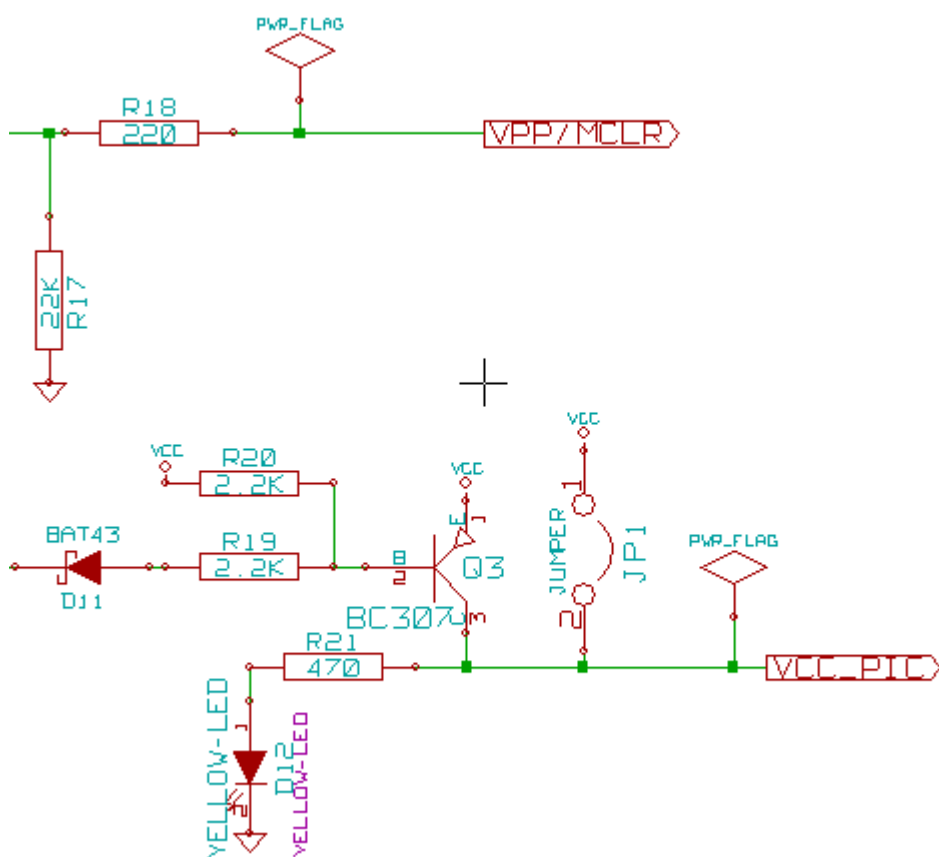 PWR_FLAG
R18
220
VPP/MCLR
22K
R17
VCC
R20
2.2K
VCC
VCC
1
JUMPER
JP1
2
BAT43
D11
R19
2.2K
B
2
E
1
Q3
BC307
C
3
PWR_FLAG
R21
470
VCC_PIC
YELLOW-LED
1
D12
2
YELLOW-LED